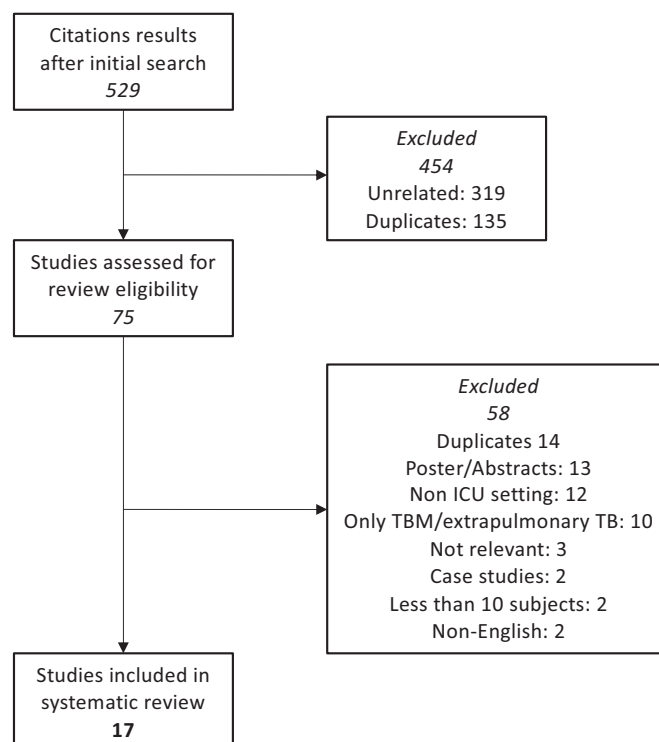 Citations results
after initial search
529
Excluded
454
Unrelated: 319
Duplicates: 135
Studies assessed for
review eligibility
75
Excluded
58
Duplicates 14
Poster/Abstracts: 13
Non ICU setting: 12
Only TBM/extrapulmonary TB: 10
Not relevant: 3
Case studies: 2
Less than 10 subjects: 2
Non-English: 2
Studies included in
systematic review
17